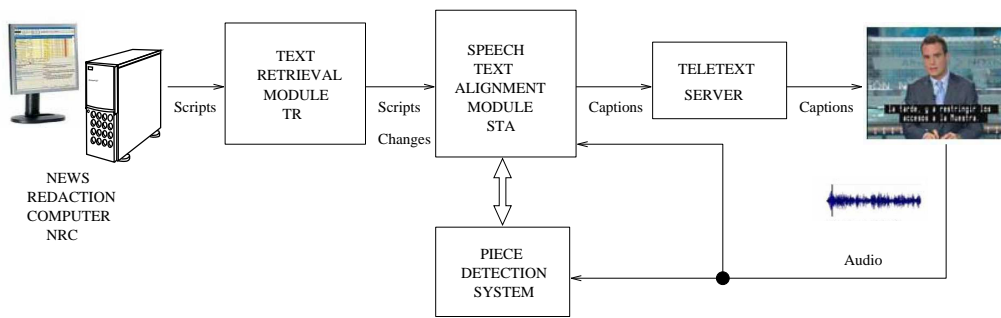 NEWS
REDACTION
COMPUTER
NRC
Scripts
TEXT
RETRIEVAL
MODULE
TR
Scripts
Changes
SPEECH
TEXT
ALIGNMENT
MODULE
STA
Captions
TELETEXT
SERVER
Captions
la tarde, y a restringir los
accesos a la Muestra.
PIECE
DETECTION
SYSTEM
Audio